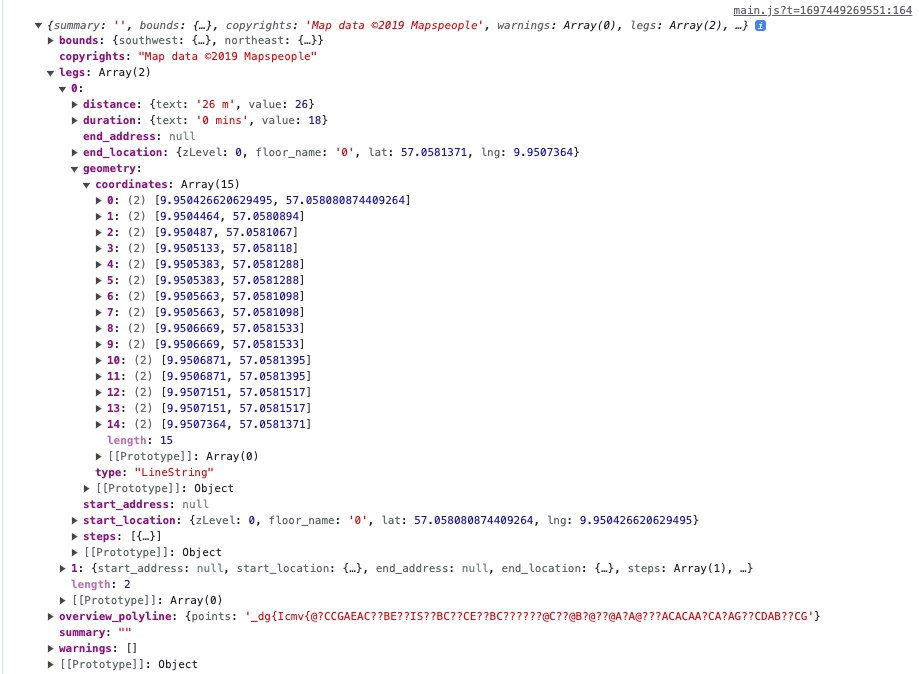 main.js?t=1697449269551:164
{summary: '', bounds: {…}, copyrights: 'Map data ©2019 Mapspeople', warnings: Array(0), legs: Array(2), …} i
bounds: {southwest: {…}, northeast: {…}}
copyrights: "Map data ©2019 Mapspeople"
legs: Array(2)
0:
distance: {text: '26 m', value: 26}
duration: {text: '0 mins', value: 18}
end_address: null
end_location: {zLevel: 0, floor_name: '0', lat: 57.0581371, lng: 9.9507364}
geometry:
coordinates: Array(15)
0: (2) [9.950426620629495, 57.058080874409264]
1: (2) [9.9504464, 57.0580894]
2: (2) [9.950487, 57.0581067]
3: (2) [9.9505133, 57.058118]
4: (2) [9.9505383, 57.0581288]
5: (2) [9.9505383, 57.0581288]
6: (2) [9.9505663, 57.0581098]
7: (2) [9.9505663, 57.0581098]
8: (2) [9.9506669, 57.0581533]
9: (2) [9.9506669, 57.0581533]
10: (2) [9.9506871, 57.0581395]
11: (2) [9.9506871, 57.0581395]
12: (2) [9.9507151, 57.0581517]
13: (2) [9.9507151, 57.0581517]
14: (2) [9.9507364, 57.0581371]
length: 15
[[Prototype]]: Array(0)
type: "LineString"
[[Prototype]]: Object
start_address: null
start_location: {zLevel: 0, floor_name: '0', lat: 57.058080874409264, lng: 9.950426620629495}
steps: [{…}]
[[Prototype]]: Object
1: {start_address: null, start_location: {…}, end_address: null, end_location: {…}, steps: Array(1), …}
length: 2
[[Prototype]]: Array(0)
overview_polyline: {points: '_dg{Icmv{@?CCGAEAC??BE??IS??BC??CE??BC??????@C??@B?@??@A?A@???ACACAA?CA?AG??CDAB??CG'}
summary: ""
warnings: []
[[Prototype]]: Object